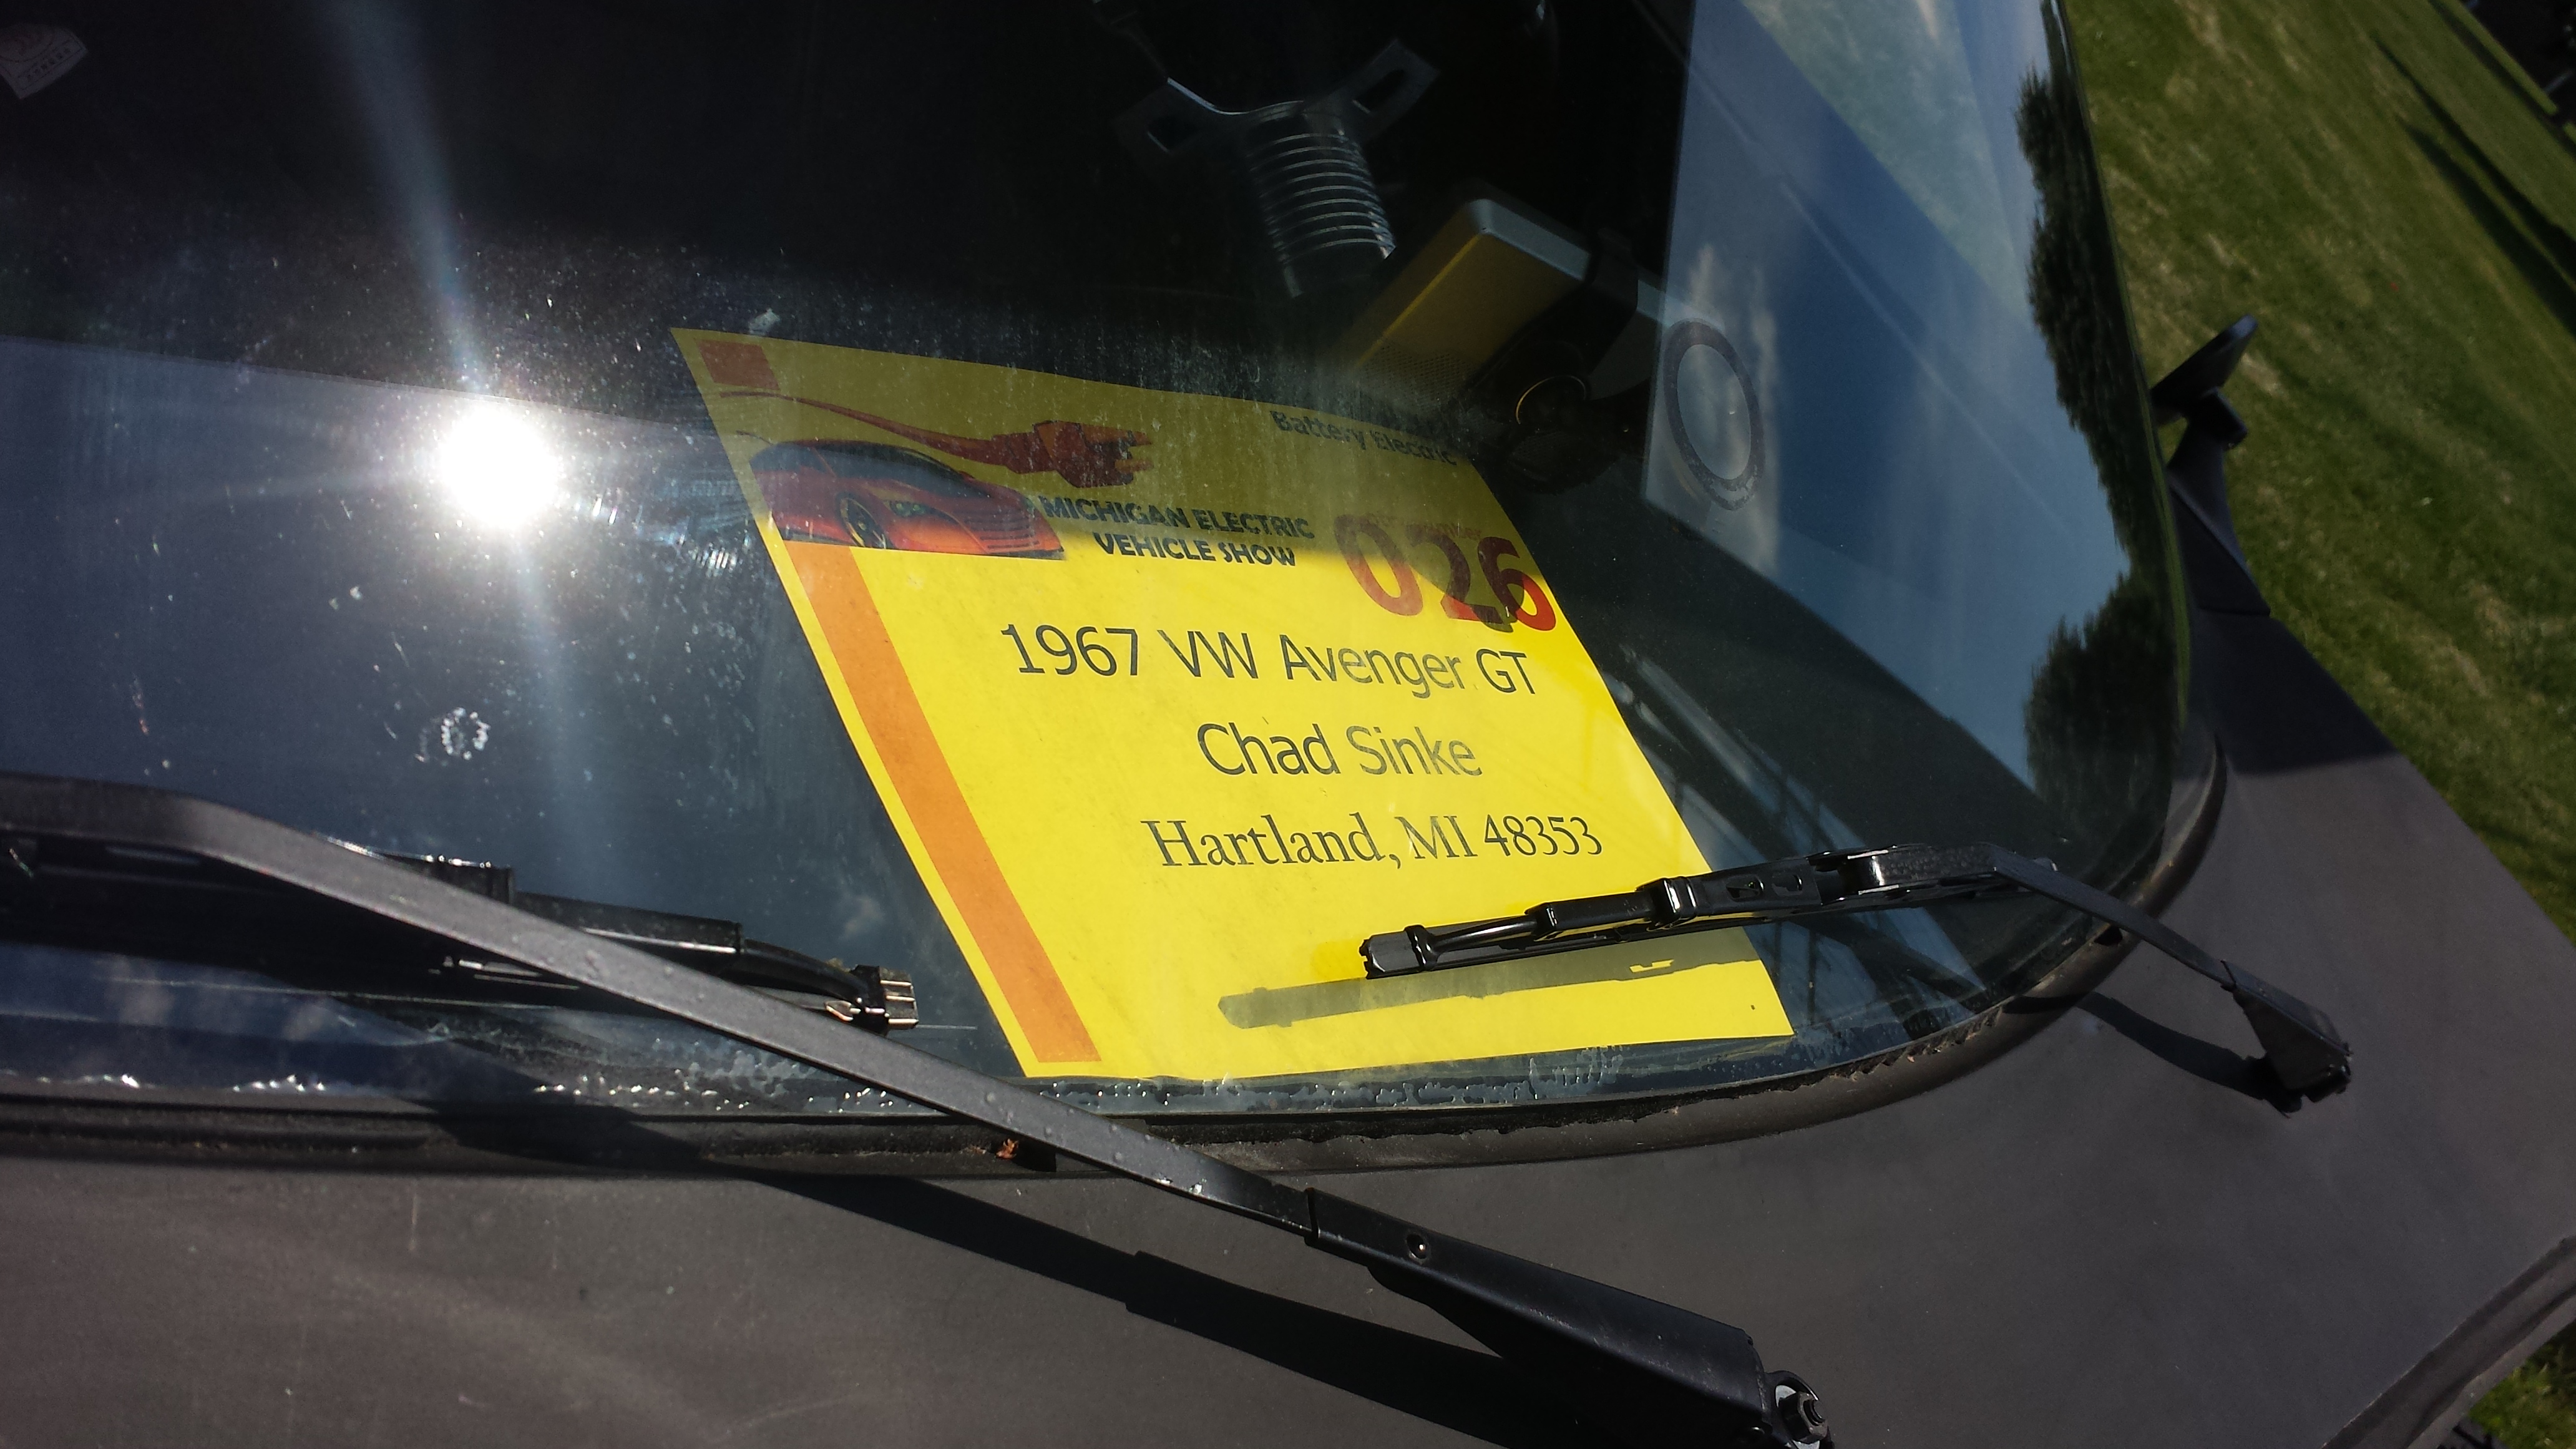 Battery Electric
MICHIGAN ELECTRIC
VEHICLE SHOW
026
1967 VW Avenger GT
Chad Sinke
Hartland, MI 48353